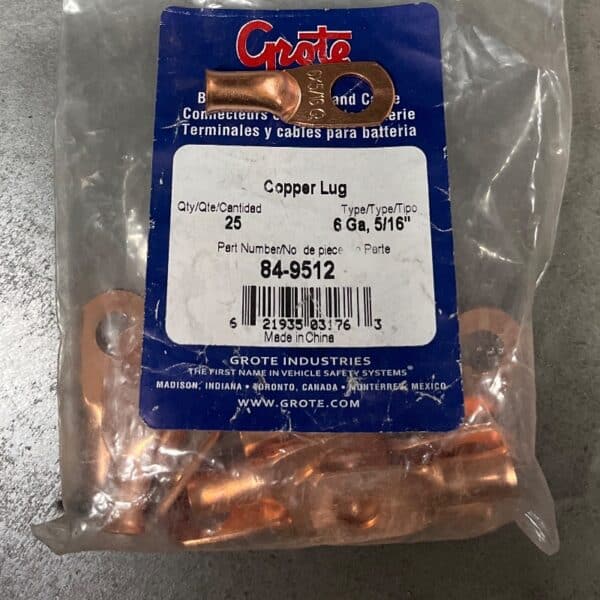 Grote
and
Connecteurs
Terminales y cables para batteria
Copper Lug
Qty/Qte/Cantidad
25
Type/Type/Tipo
6 Ga, 5/16"
Part Number/No de piece Parte
84-9512
6 21935 03176 3
Made in China
GROTE INDUSTRIES
THE FIRST NAME IN VEHICLE SAFETY SYSTEMS®
MADISON, INDIANA • TORONTO, CANADA • MONTERREY, MEXICO
WWW.GROTE.COM